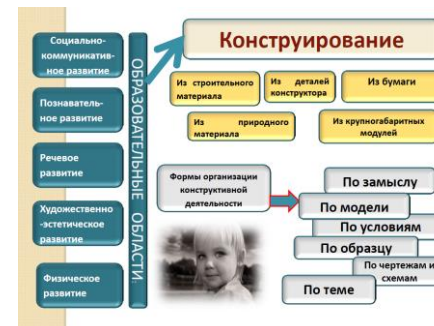 Социально-
коммуникатив-
ное развитие
Познаватель-
ное развитие
Речевое
развитие
Художественно
-эстетическое
развитие
Физическое
развитие
ОБРАЗОВАТЕЛЬНЫЕ ОБЛАСТИ:
Конструирование
Из строительного
материала
Из деталей
конструктора
Из бумаги
Из природного
материала
Из крупногабаритных
модулей
Формы организации
конструктивной
деятельности
По замыслу
По модели
По условиям
По образцу
По чертежам и
схемам
По теме